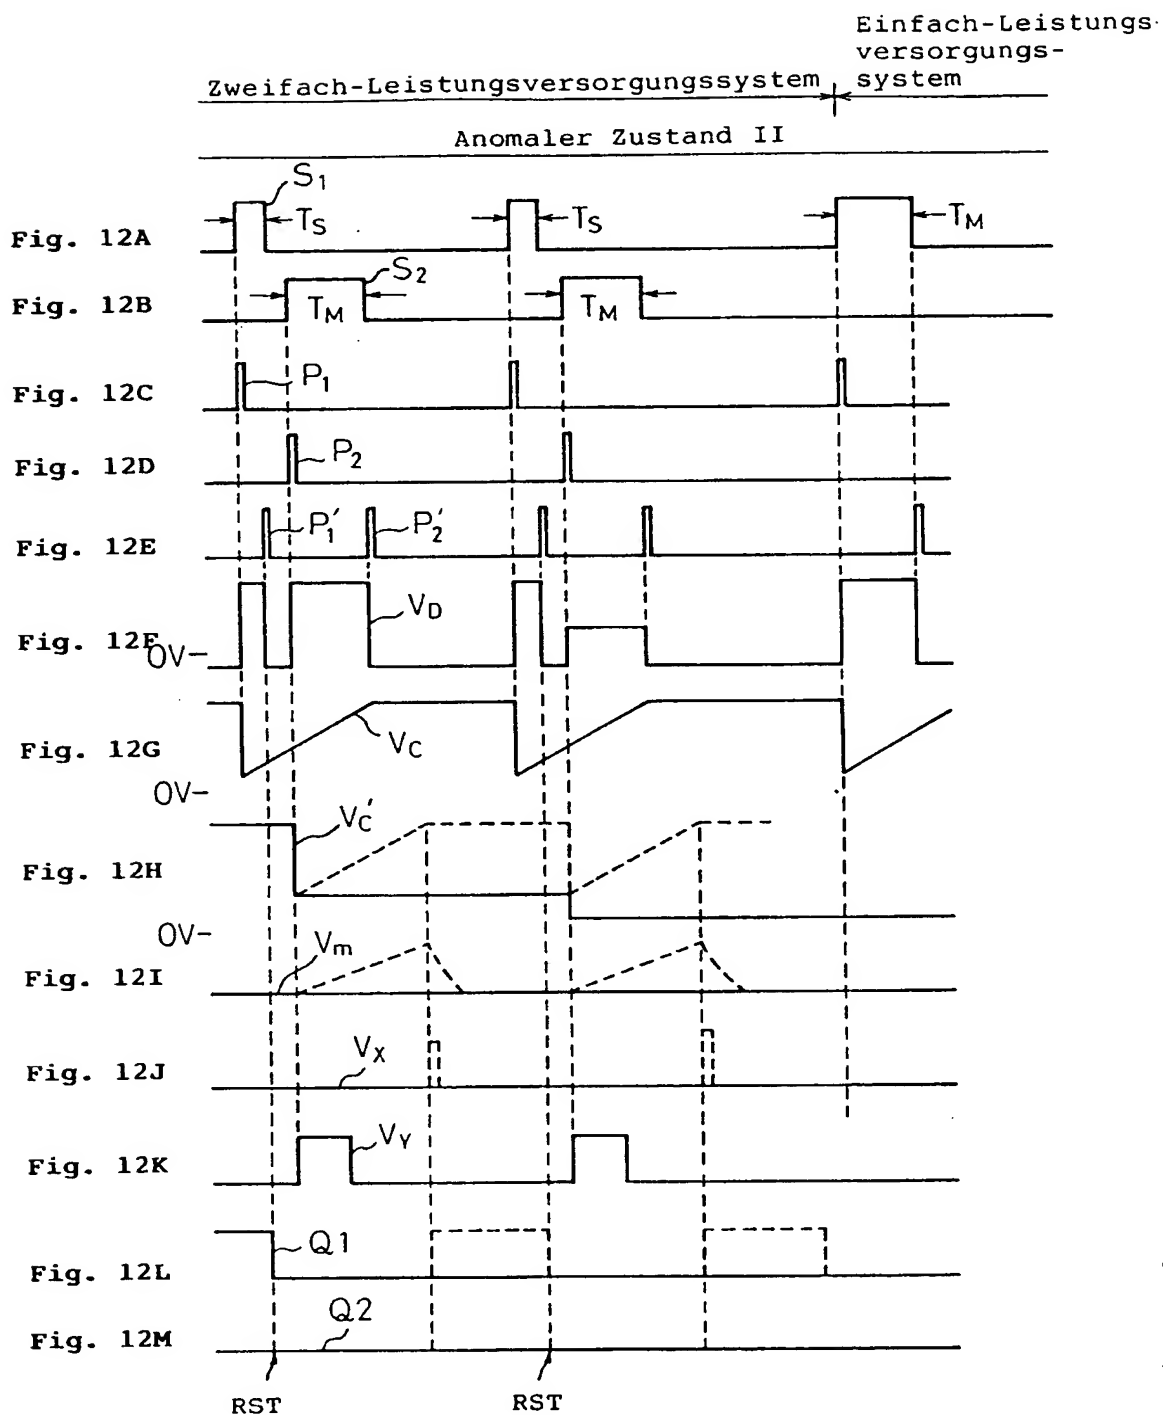 Einfach-Leistungs-
versorgungs-
system
Zweifach-Leistungsversorgungssystem
Anomaler Zustand II
S1
TS
TS
TM
Fig. 12A
S2
TM
TM
Fig. 12B
P1
Fig. 12C
P2
Fig. 12D
P1'
P2'
Fig. 12E
VD
Fig. 12F
0V-
VC
Fig. 12G
0V-
VC'
Fig. 12H
0V-
Vm
Fig. 12I
VX
Fig. 12J
VY
Fig. 12K
Q1
Fig. 12L
Q2
Fig. 12M
RST
RST